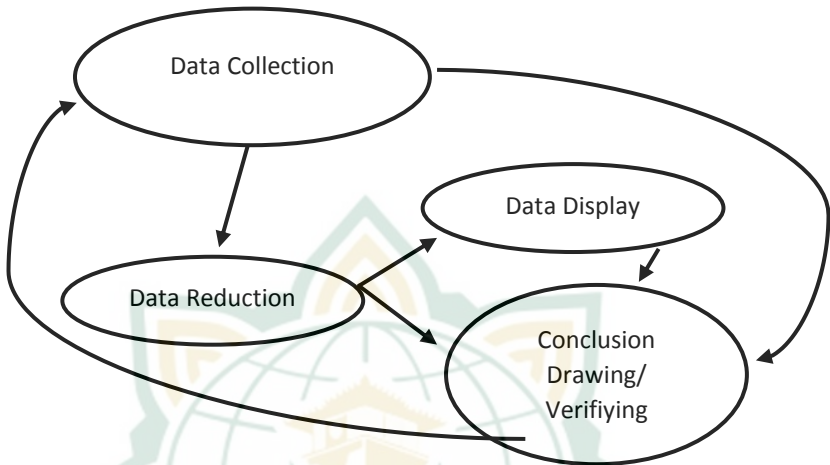 Data Collection
Data Display
Data Reduction
Conclusion
Drawing/
Verifiying